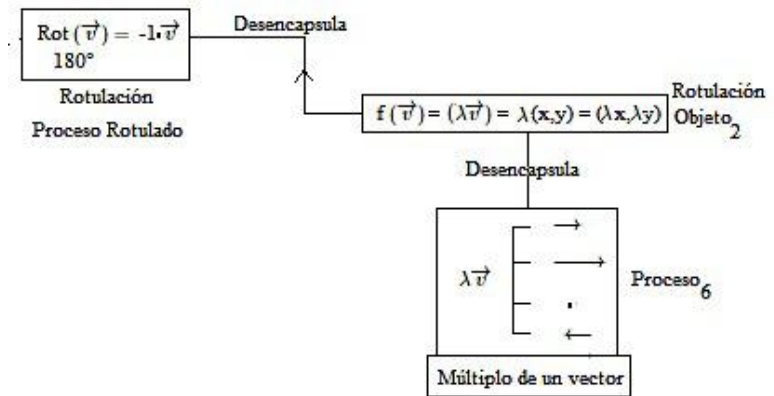 Rot (v⃗) = -1·v⃗
180°
Rotulación
Proceso Rotulado
Desencapsula
f (v⃗) = (λv⃗) = λ(x,y) = (λx,λy)
Rotulación
Objeto₂
Desencapsula
λv⃗
Proceso₆
Múltiplo de un vector